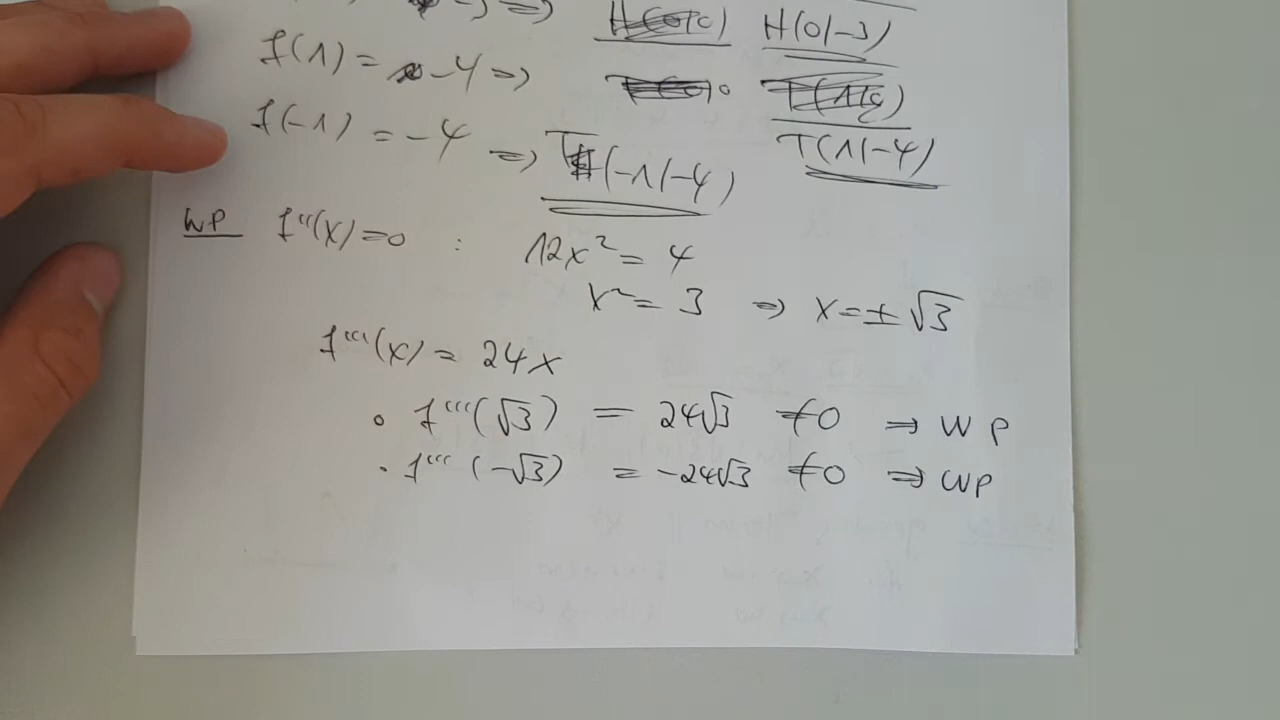 => H(0|-3)
f(1) = -4 =>
f(-1) = -4 => T(-1|-4) T(1|-4)
WP f''(x)=0 : 12x² = 4
x² = 3 => x = ±√3
f'''(x) = 24x
• f'''(√3) = 24√3 ≠0 => WP
• f'''(-√3) = -24√3 ≠0 => WP